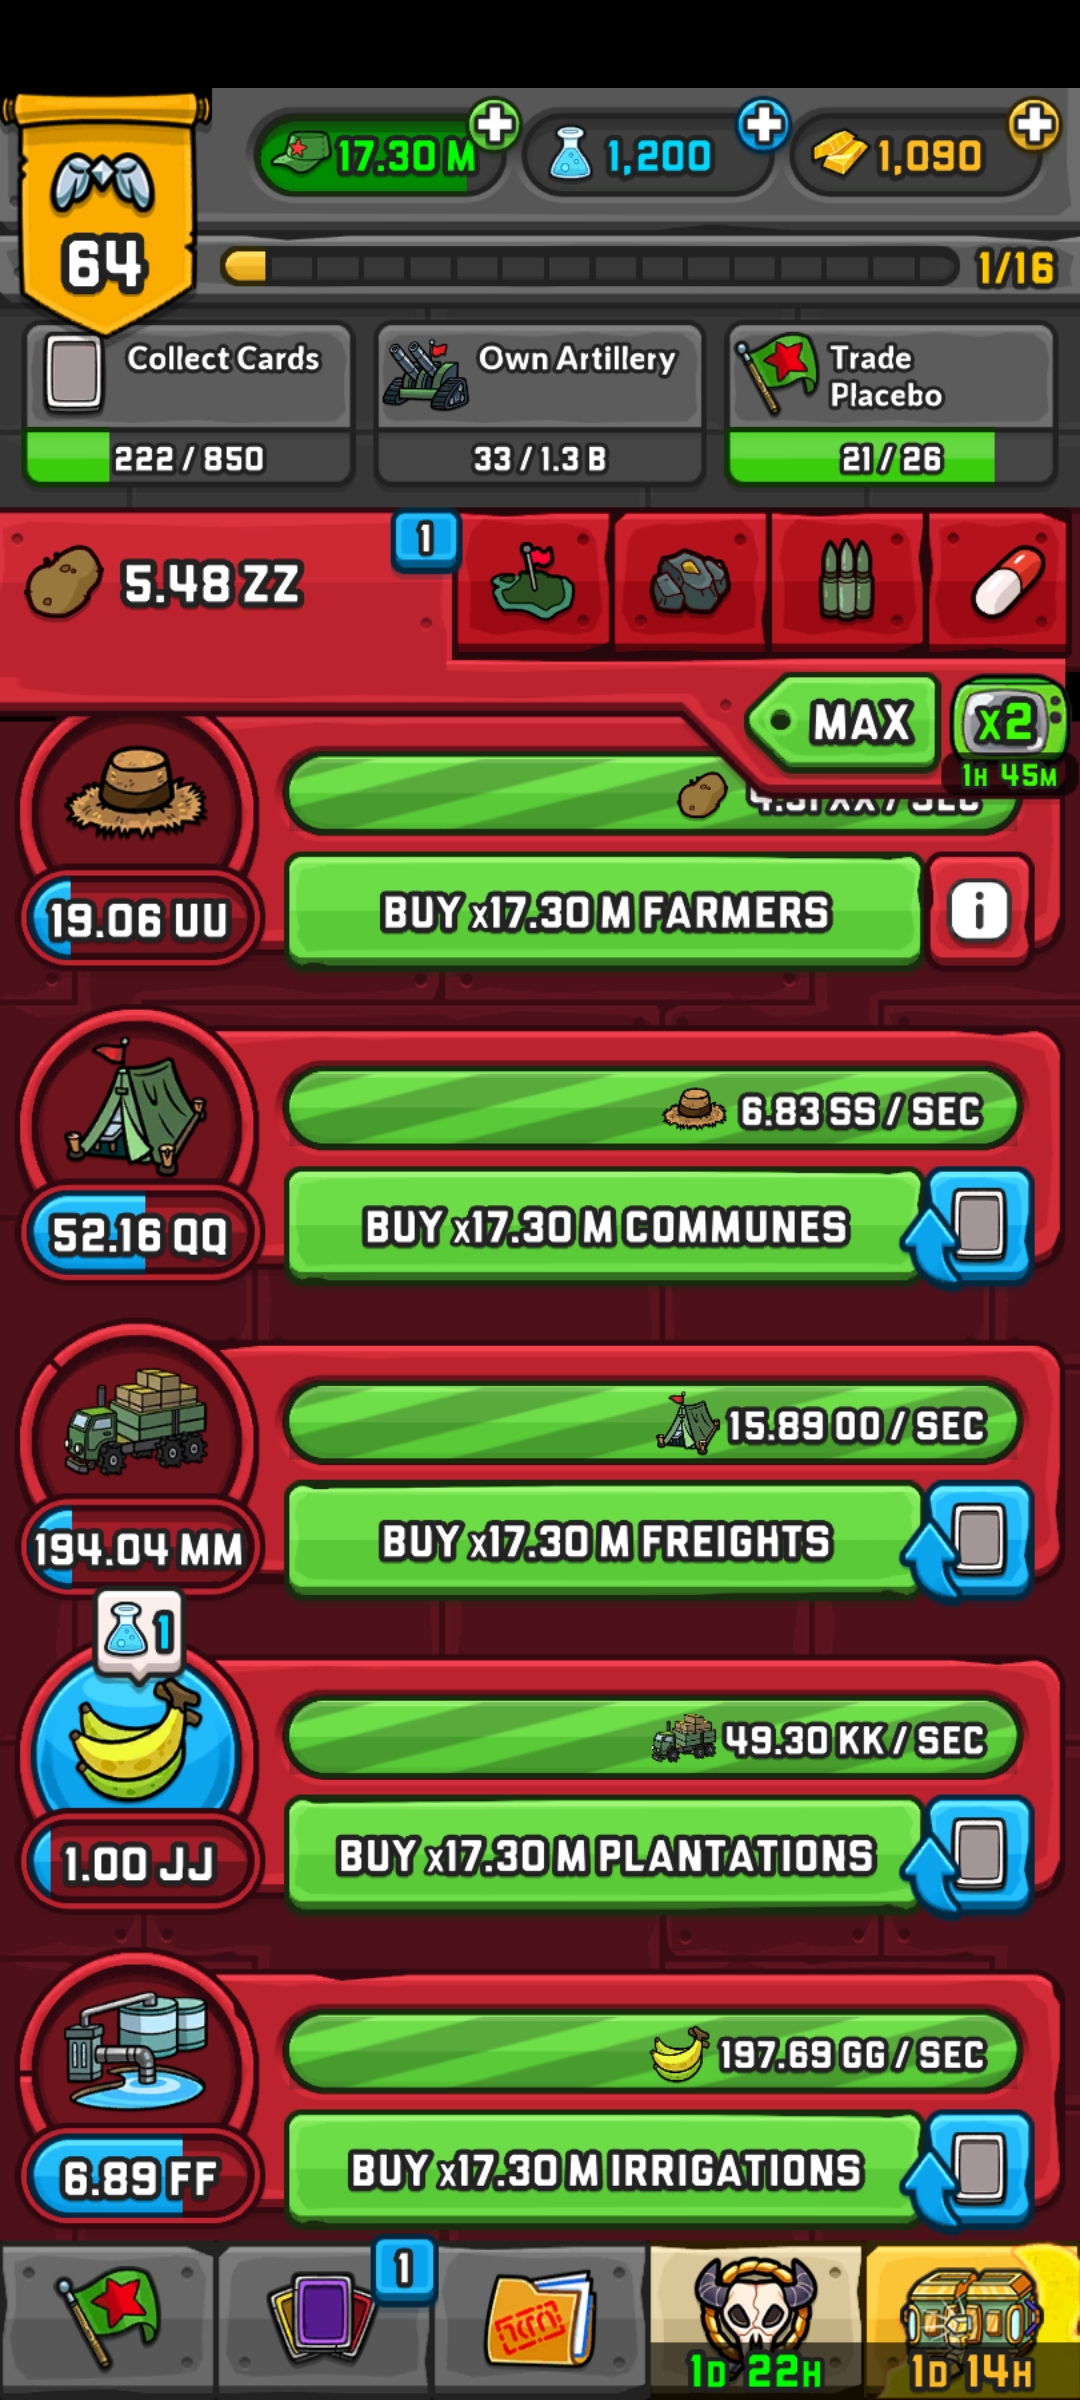 17.30 M
1,200
1,090
64
1/16
Collect Cards
222 / 850
Own Artillery
33 / 1.3 B
Trade
Placebo
21 / 26
5.48 ZZ
1
MAX
X2
1H 45M
19.06 UU
BUY x17.30 M FARMERS
i
6.83 SS / SEC
52.16 QQ
BUY x17.30 M COMMUNES
15.89 OO / SEC
194.04 MM
BUY x17.30 M FREIGHTS
1
49.30 KK / SEC
1.00 JJ
BUY x17.30 M PLANTATIONS
197.69 GG / SEC
6.89 FF
BUY x17.30 M IRRIGATIONS
1
1D 22H
1D 14H